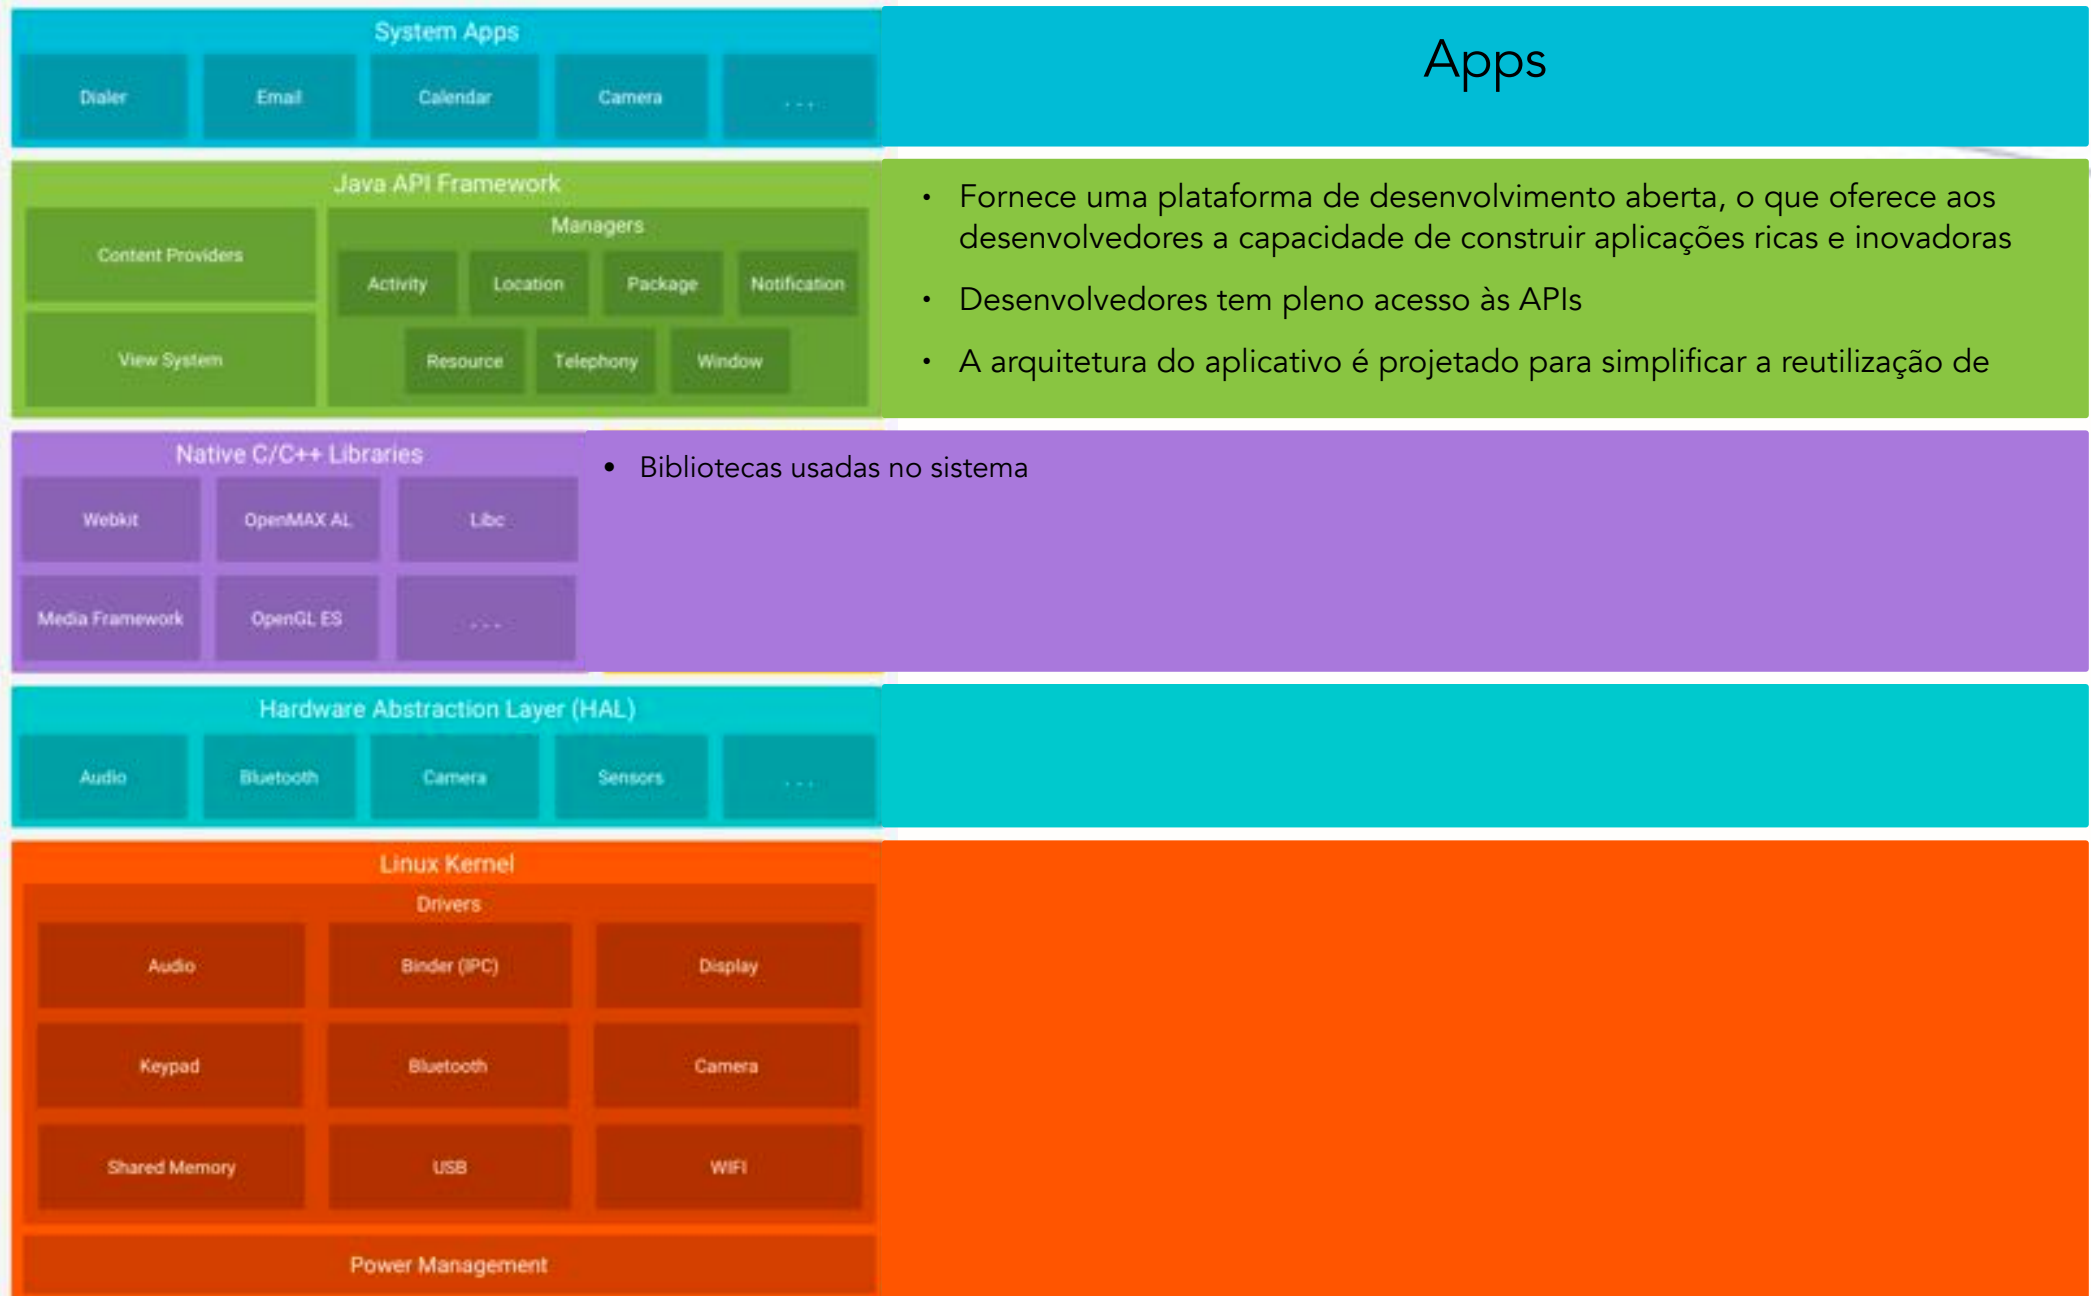 System Apps
Dialer
Email
Calendar
Camera
...
Apps
Java API Framework
Content Providers
View System
Managers
Activity
Location
Package
Notification
Resource
Telephony
Window
• Fornece uma plataforma de desenvolvimento aberta, o que oferece aos
desenvolvedores a capacidade de construir aplicações ricas e inovadoras
• Desenvolvedores tem pleno acesso às APIs
• A arquitetura do aplicativo é projetado para simplificar a reutilização de
Native C/C++ Libraries
Webkit
OpenMAX AL
Libc
Media Framework
OpenGL ES
...
• Bibliotecas usadas no sistema
Hardware Abstraction Layer (HAL)
Audio
Bluetooth
Camera
Sensors
...
Linux Kernel
Drivers
Audio
Binder (IPC)
Display
Keypad
Bluetooth
Camera
Shared Memory
USB
WIFI
Power Management